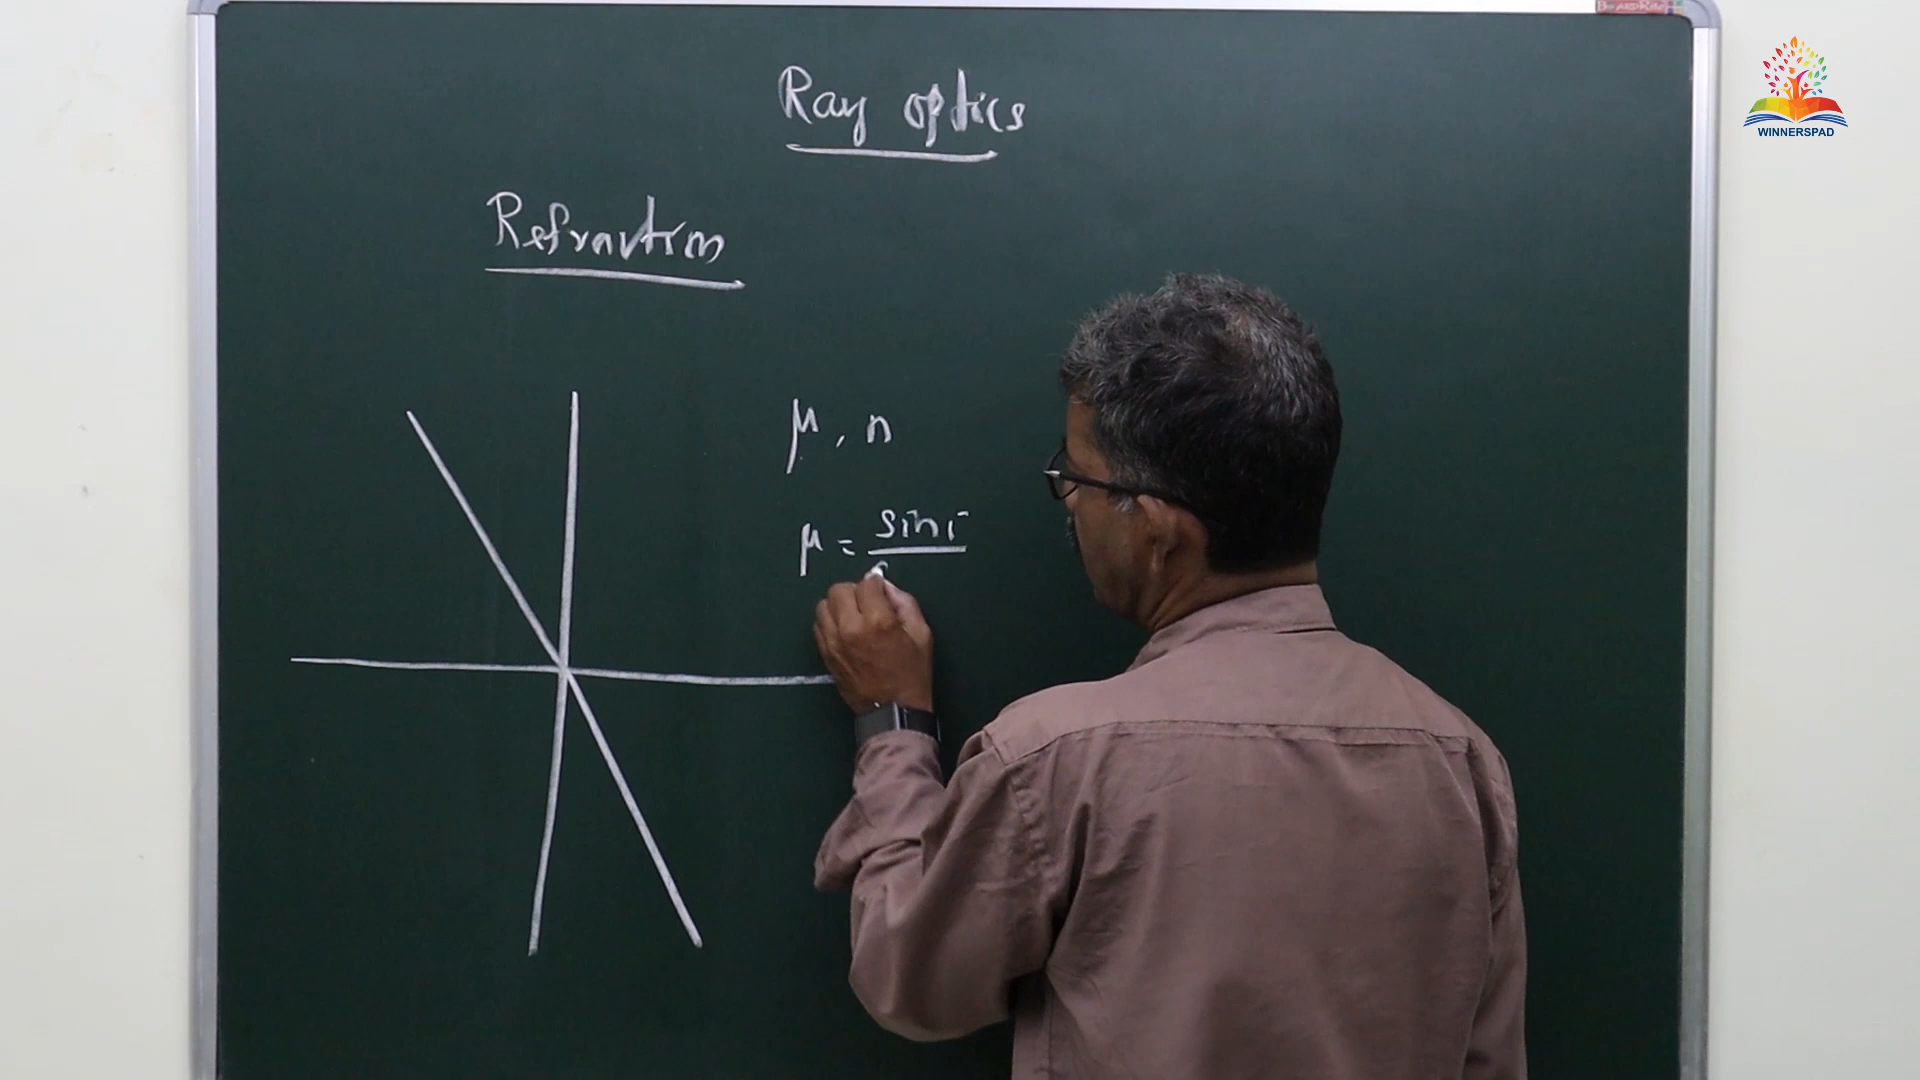 Ray optics
WINNERSPAD
Refraction
μ, n
μ = sin i